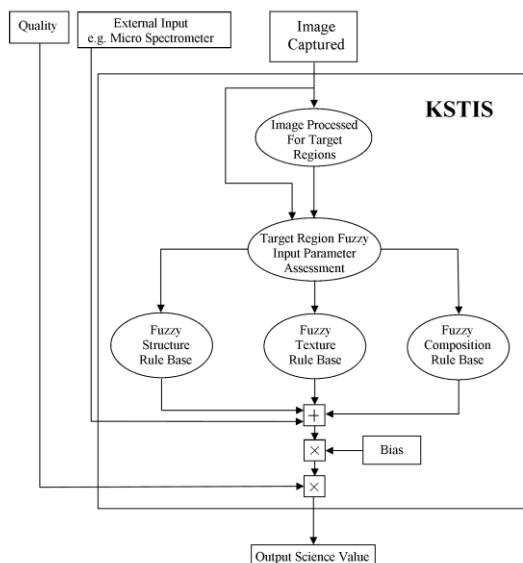 Quality
External Input
e.g. Micro Spectrometer
Image
Captured
KSTIS
Image Processed
For Target
Regions
Target Region Fuzzy
Input Parameter
Assessment
Fuzzy
Structure
Rule Base
Fuzzy
Texture
Rule Base
Fuzzy
Composition
Rule Base
+
×
Bias
×
Output Science Value